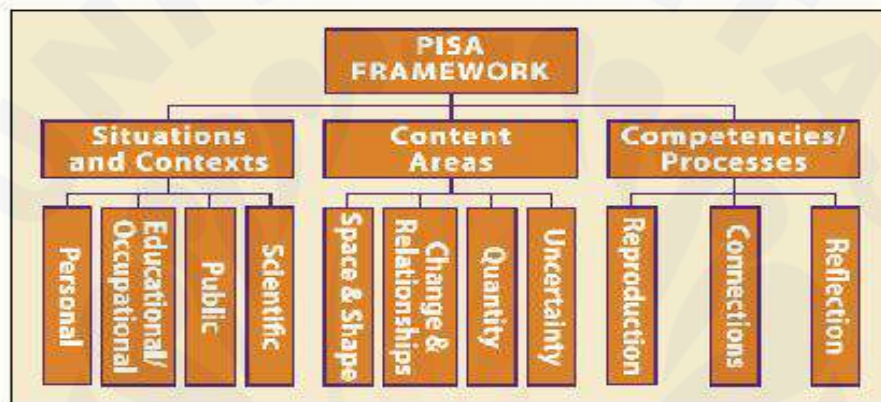 PISA
FRAMEWORK
Situations
and Contexts
Content
Areas
Competencies/
Processes
Personal
Educational/
Occupational
Public
Scientific
Space & Shape
Change &
Relationships
Quantity
Uncertainty
Reproduction
Connections
Reflection